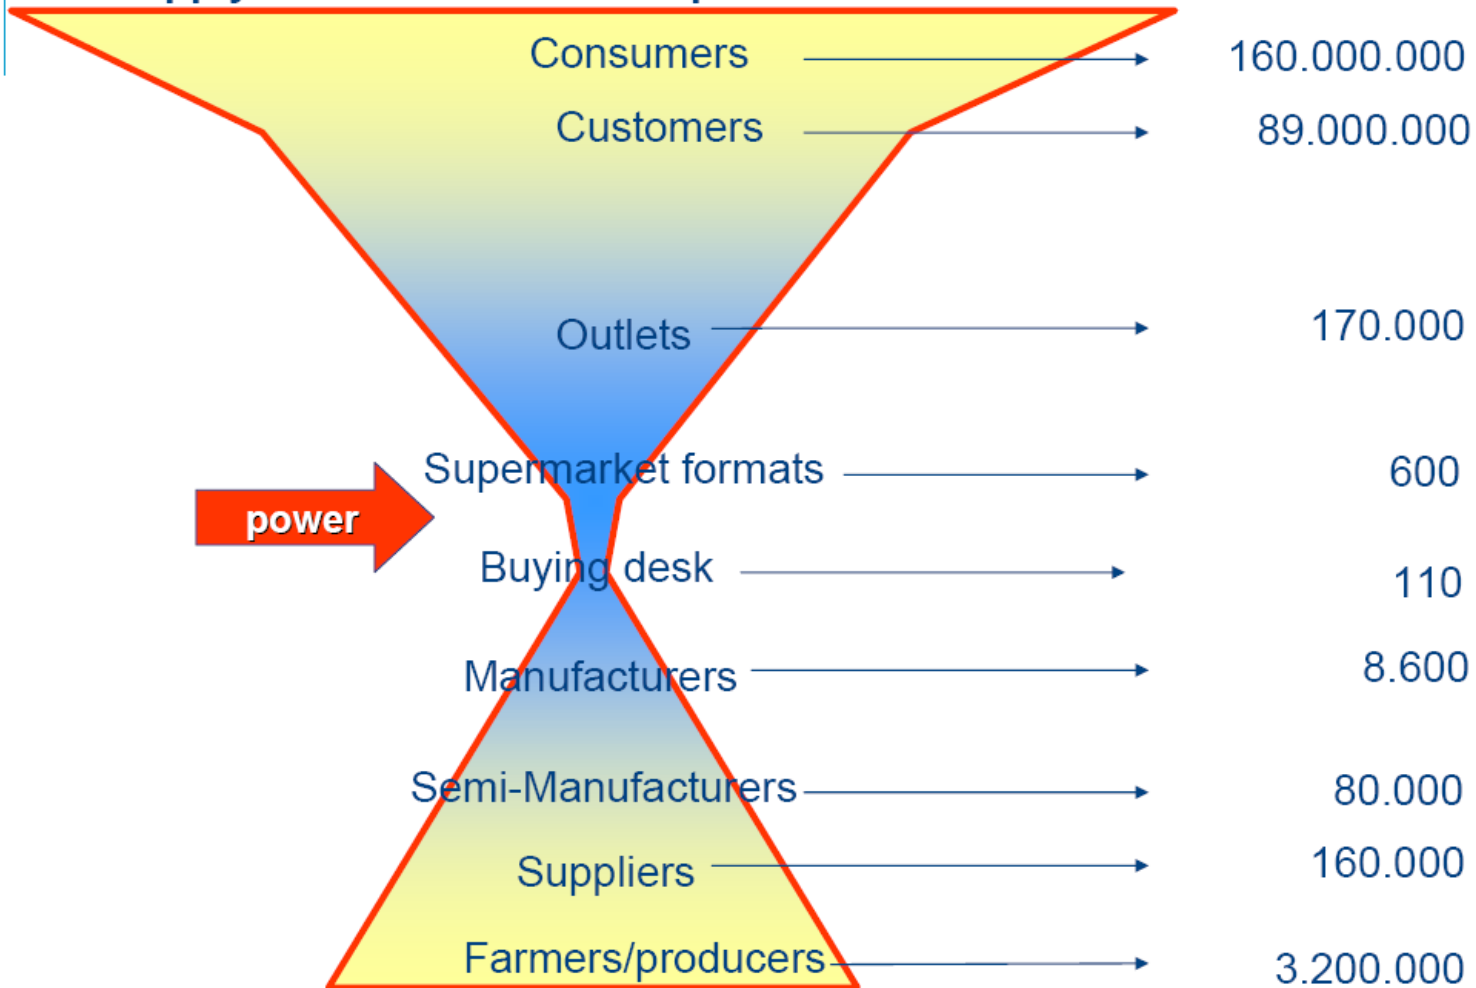 Consumers 160.000.000
Customers 89.000.000
Outlets 170.000
Supermarket formats 600
power
Buying desk 110
Manufacturers 8.600
Semi-Manufacturers 80.000
Suppliers 160.000
Farmers/producers 3.200.000